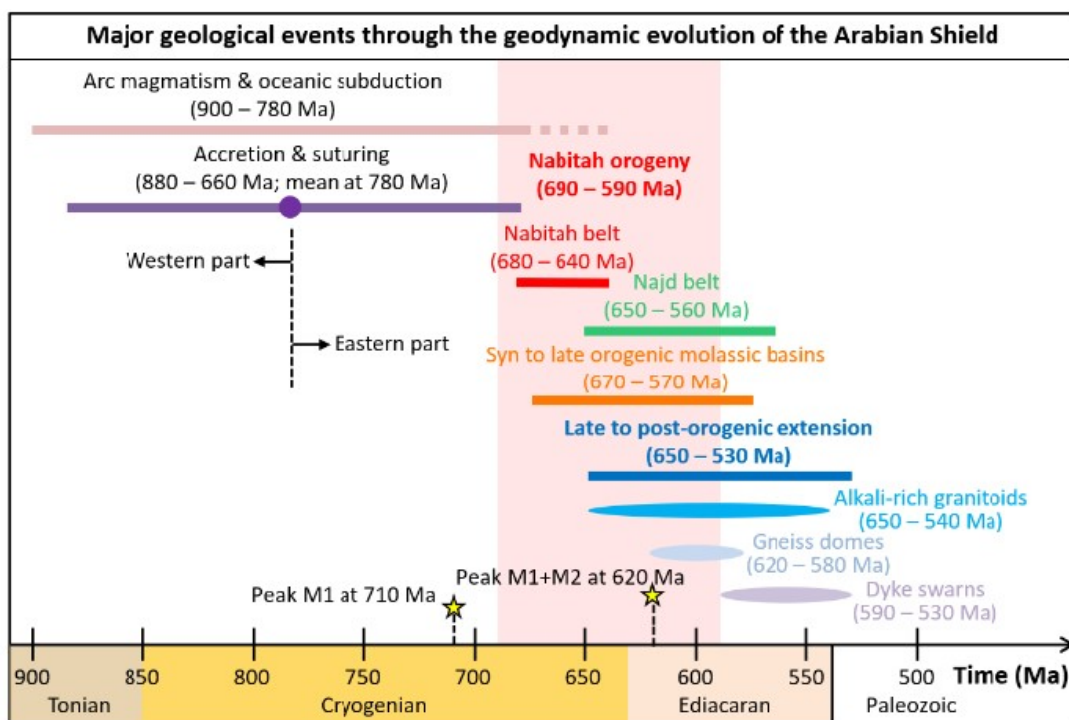 Major geological events through the geodynamic evolution of the Arabian Shield
Arc magmatism & oceanic subduction
(900 – 780 Ma)
Accretion & suturing
(880 – 660 Ma; mean at 780 Ma)
Nabitah orogeny
(690 – 590 Ma)
Western part
Nabitah belt
(680 – 640 Ma)
Najd belt
(650 – 560 Ma)
Eastern part
Syn to late orogenic molassic basins
(670 – 570 Ma)
Late to post-orogenic extension
(650 – 530 Ma)
Alkali-rich granitoids
(650 – 540 Ma)
Gneiss domes
(620 – 580 Ma)
Peak M1 at 710 Ma
Peak M1+M2 at 620 Ma
Dyke swarns
(590 – 530 Ma)
900 850 800 750 700 650 600 550 500 Time (Ma)
Tonian Cryogenian Ediacaran Paleozoic